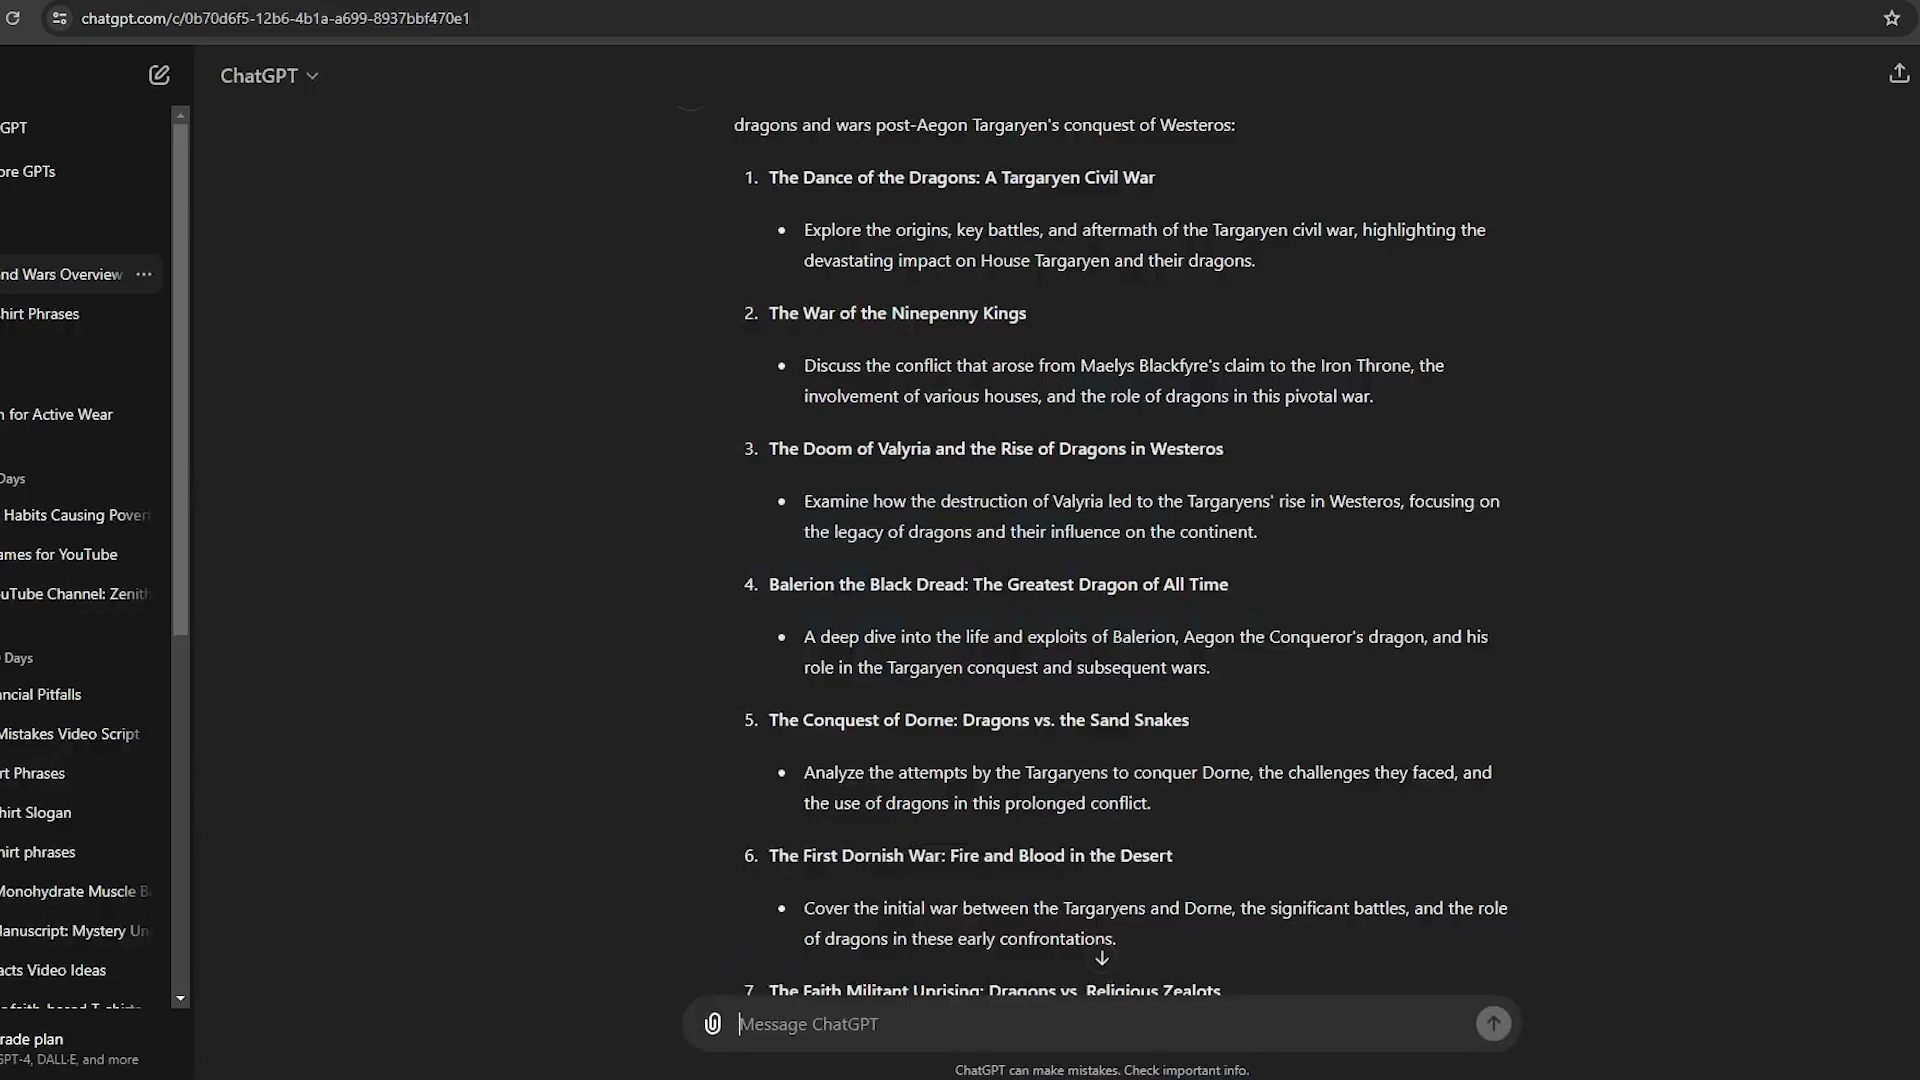 chatgpt.com/c/0b70d6f5-12b6-4b1a-a699-8937bbf470e1
ChatGPT
GPT
ore GPTs
nd Wars Overview
hirt Phrases
n for Active Wear
Days
Habits Causing Pover
ames for YouTube
uTube Channel: Zenith
Days
ncial Pitfalls
Mistakes Video Script
rt Phrases
hirt Slogan
hirt phrases
Monohydrate Muscle B
Manuscript: Mystery Un
acts Video Ideas
rade plan
GPT-4, DALL·E, and more
dragons and wars post-Aegon Targaryen's conquest of Westeros:
1. The Dance of the Dragons: A Targaryen Civil War
• Explore the origins, key battles, and aftermath of the Targaryen civil war, highlighting the
devastating impact on House Targaryen and their dragons.
2. The War of the Ninepenny Kings
• Discuss the conflict that arose from Maelys Blackfyre's claim to the Iron Throne, the
involvement of various houses, and the role of dragons in this pivotal war.
3. The Doom of Valyria and the Rise of Dragons in Westeros
• Examine how the destruction of Valyria led to the Targaryens' rise in Westeros, focusing on
the legacy of dragons and their influence on the continent.
4. Balerion the Black Dread: The Greatest Dragon of All Time
• A deep dive into the life and exploits of Balerion, Aegon the Conqueror's dragon, and his
role in the Targaryen conquest and subsequent wars.
5. The Conquest of Dorne: Dragons vs. the Sand Snakes
• Analyze the attempts by the Targaryens to conquer Dorne, the challenges they faced, and
the use of dragons in this prolonged conflict.
6. The First Dornish War: Fire and Blood in the Desert
• Cover the initial war between the Targaryens and Dorne, the significant battles, and the role
of dragons in these early confrontations.
7. The Faith Militant Uprising: Dragons vs. Religious Zealots
Message ChatGPT
ChatGPT can make mistakes. Check important info.